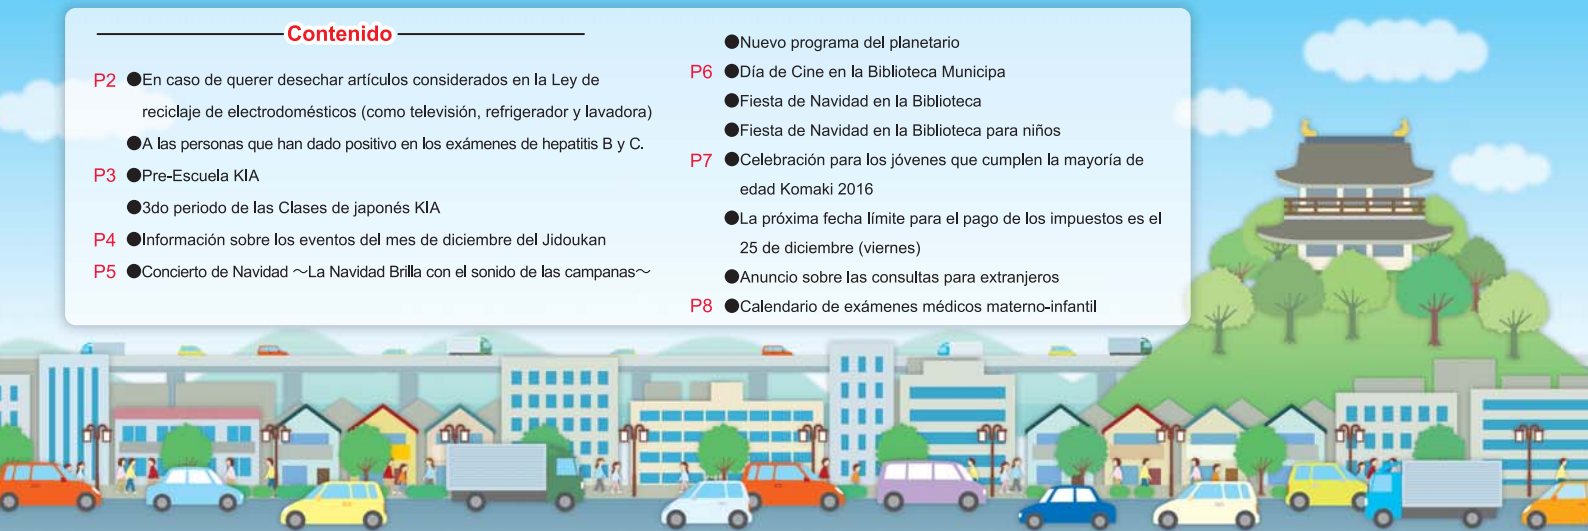 Contenido
P2 ●En caso de querer desechar artículos considerados en la Ley de
reciclaje de electrodomésticos (como televisión, refrigerador y lavadora)
●A las personas que han dado positivo en los exámenes de hepatitis B y C.
P3 ●Pre-Escuela KIA
●3do periodo de las Clases de japonés KIA
P4 ●Información sobre los eventos del mes de diciembre del Jidoukan
P5 ●Concierto de Navidad ～La Navidad Brilla con el sonido de las campanas～
●Nuevo programa del planetario
P6 ●Día de Cine en la Biblioteca Municipa
●Fiesta de Navidad en la Biblioteca
●Fiesta de Navidad en la Biblioteca para niños
P7 ●Celebración para los jóvenes que cumplen la mayoría de
edad Komaki 2016
●La próxima fecha límite para el pago de los impuestos es el
25 de diciembre (viernes)
●Anuncio sobre las consultas para extranjeros
P8 ●Calendario de exámenes médicos materno-infantil